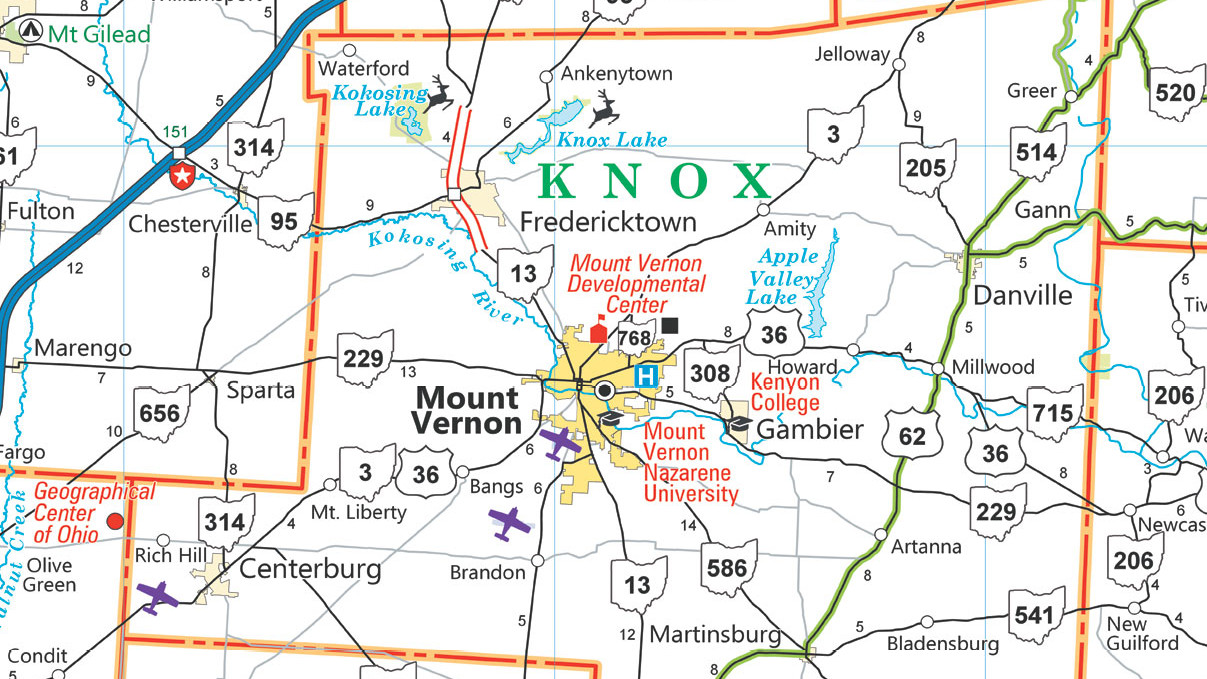 5
8
8
8
Mt Gilead
Waterford
Kokosing
Lake
Ankenytown
Jelloway
4
Greer
520
9
5
6
151
314
3
61
Knox Lake
4
6
3
9
205
514
KNOX
Fulton
Chesterville
95
9
Fredericktown
Amity
Gann
5
12
8
Kokosing
River
13
Mount Vernon
Developmental
Center
Apple
Valley
Lake
5
Danville
5
Tiv
768
8
36
Howard
4
5
Millwood
Marengo
7
Sparta
229
13
Mount
Vernon
H
5
308
Kenyon
College
Gambier
656
10
Fargo
8
3
36
Bangs
6
Mount
Vernon
Nazarene
University
62
36
715
206
Wa
3
8
7
Geographical
Center
of Ohio
314
4
Mt. Liberty
6
14
229
6
Newcas
Olive
Green
Rich Hill
Centerburg
Brandon
13
586
Artanna
8
206
4
alnut Creek
5
12
Martinsburg
5
Bladensburg
541
New
Guilford
4
Condit
5
8